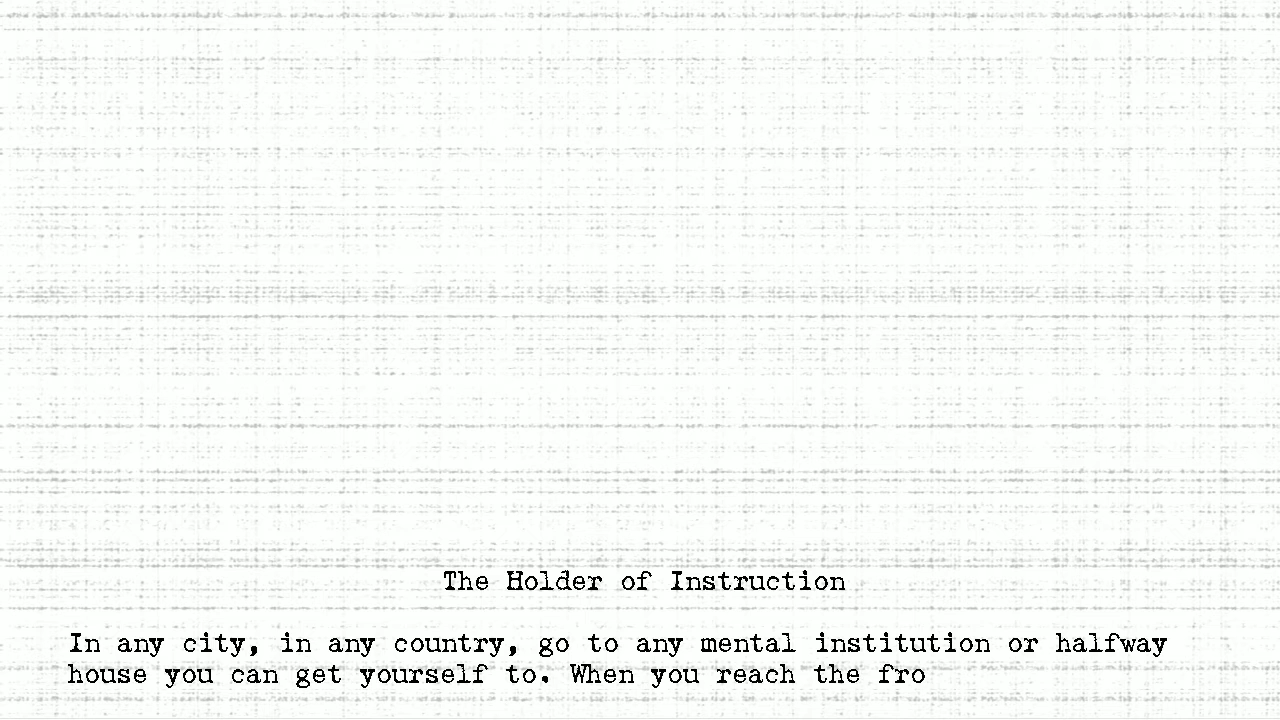 The Holder of Instruction
In any city, in any country, go to any mental institution or halfway
house you can get yourself to. When you reach the fro